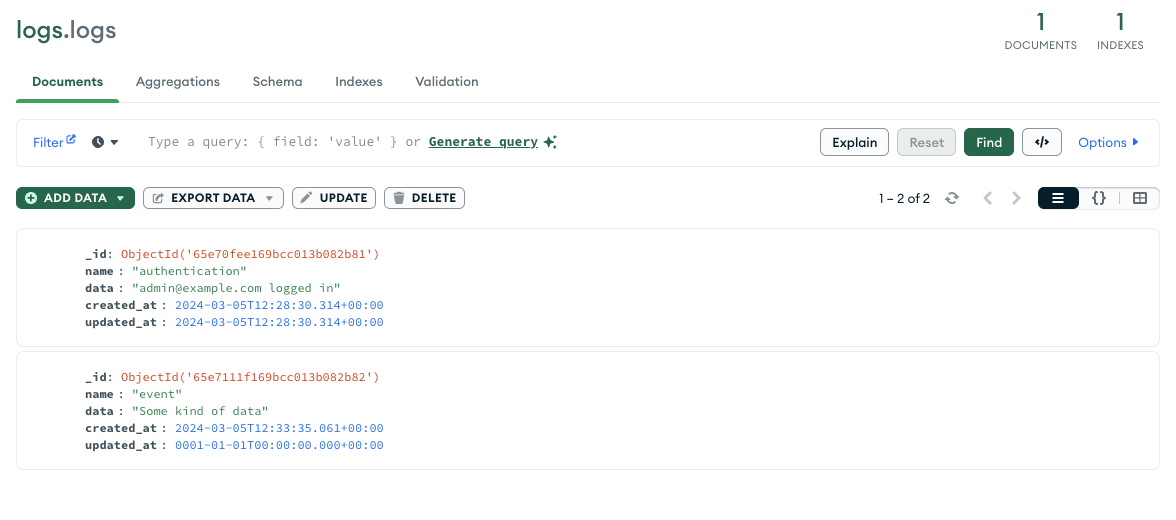 logs.logs
1
DOCUMENTS
1
INDEXES
Documents
Aggregations
Schema
Indexes
Validation
Filter
Type a query: { field: 'value' } or Generate query
Explain
Reset
Find
</>
Options
ADD DATA
EXPORT DATA
UPDATE
DELETE
1 – 2 of 2
{}
_id: ObjectId('65e70fee169bcc013b082b81')
name : "authentication"
data : "admin@example.com logged in"
created_at : 2024-03-05T12:28:30.314+00:00
updated_at : 2024-03-05T12:28:30.314+00:00
_id: ObjectId('65e7111f169bcc013b082b82')
name : "event"
data : "Some kind of data"
created_at : 2024-03-05T12:33:35.061+00:00
updated_at : 0001-01-01T00:00:00.000+00:00